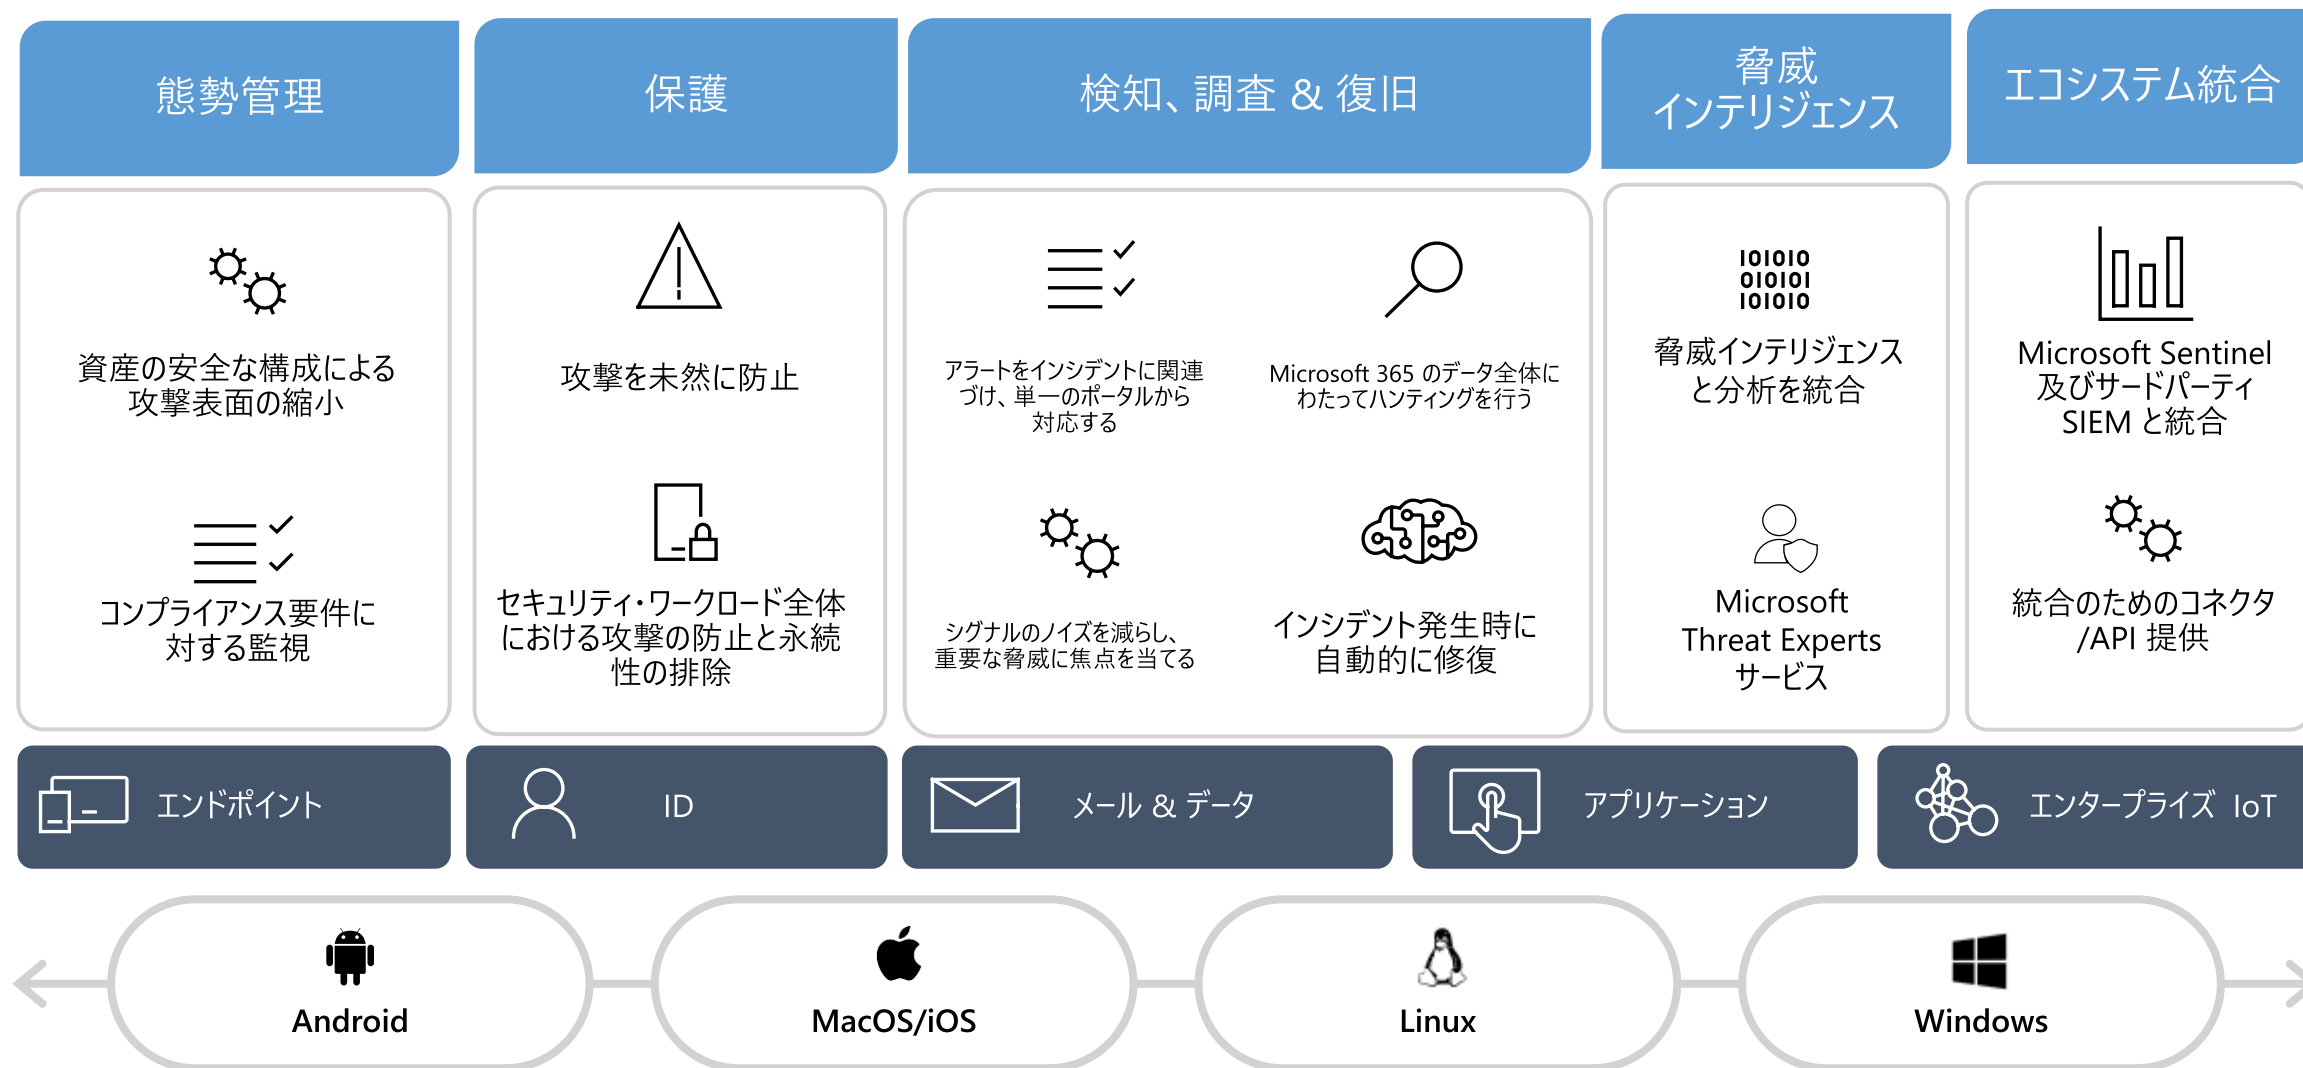 態勢管理
保護
検知、調査 & 復旧
脅威
インテリジェンス
エコシステム統合
資産の安全な構成による
攻撃表面の縮小
コンプライアンス要件に
対する監視
攻撃を未然に防止
セキュリティ・ワークロード全体
における攻撃の防止と永続
性の排除
アラートをインシデントに関連
づけ、単一のポータルから
対応する
Microsoft 365 のデータ全体に
わたってハンティングを行う
シグナルのノイズを減らし、
重要な脅威に焦点を当てる
インシデント発生時に
自動的に修復
101010
010101
101010
脅威インテリジェンス
と分析を統合
Microsoft
Threat Experts
サービス
Microsoft Sentinel
及びサードパーティ
SIEM と統合
統合のためのコネクタ
/API 提供
エンドポイント
ID
メール & データ
アプリケーション
エンタープライズ IoT
Android
MacOS/iOS
Linux
Windows